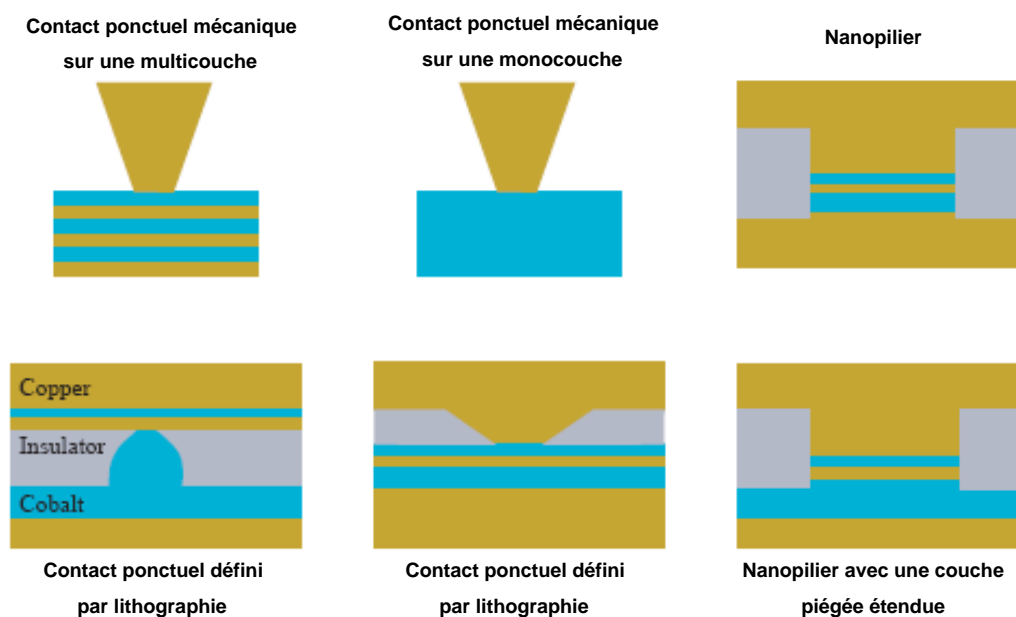 Contact ponctuel mécanique
sur une multicouche
Contact ponctuel mécanique
sur une monocouche
Nanopilier
Copper
Insulator
Cobalt
Contact ponctuel défini
par lithographie
Contact ponctuel défini
par lithographie
Nanopilier avec une couche
piégée étendue